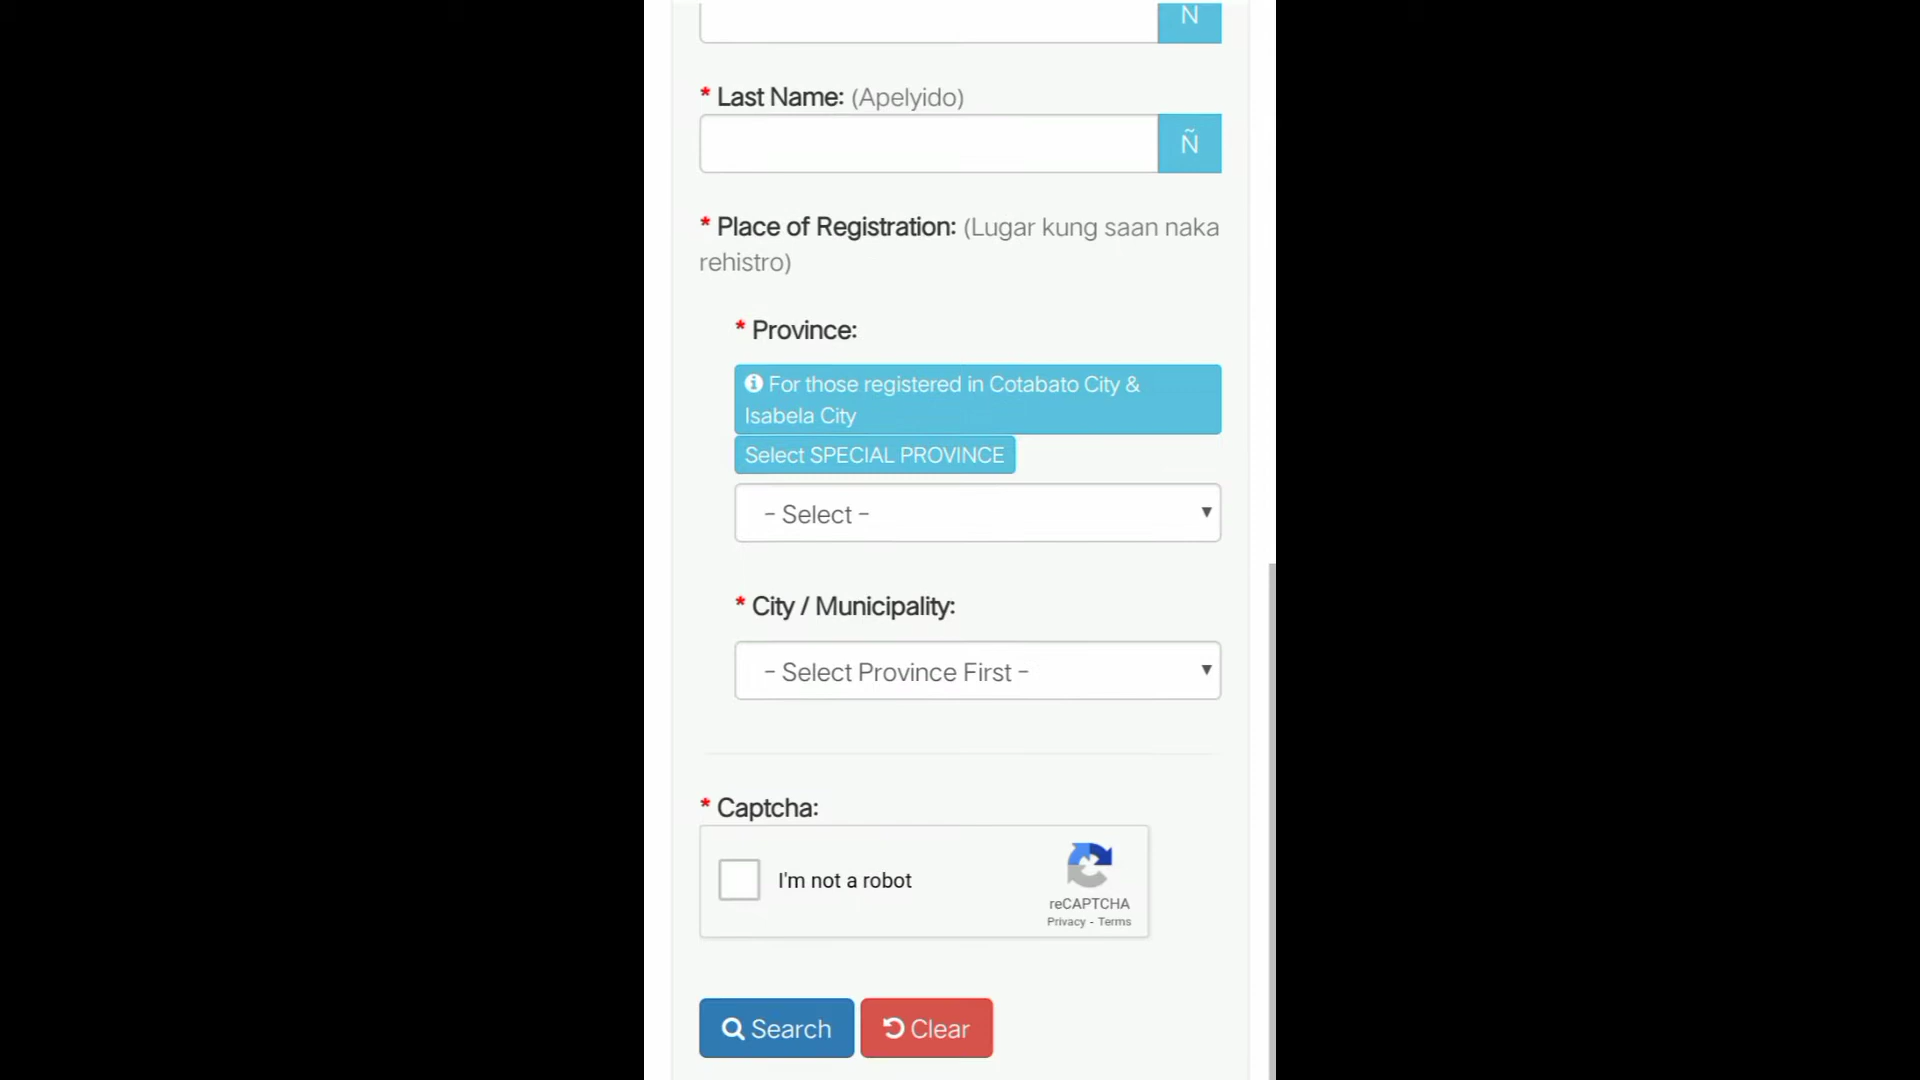 Ñ
* Last Name: (Apelyido)
Ñ
* Place of Registration: (Lugar kung saan naka
rehistro)
* Province:
For those registered in Cotabato City &
Isabela City
Select SPECIAL PROVINCE
- Select -
* City / Municipality:
- Select Province First -
* Captcha:
I'm not a robot
reCAPTCHA
Privacy - Terms
Search Clear